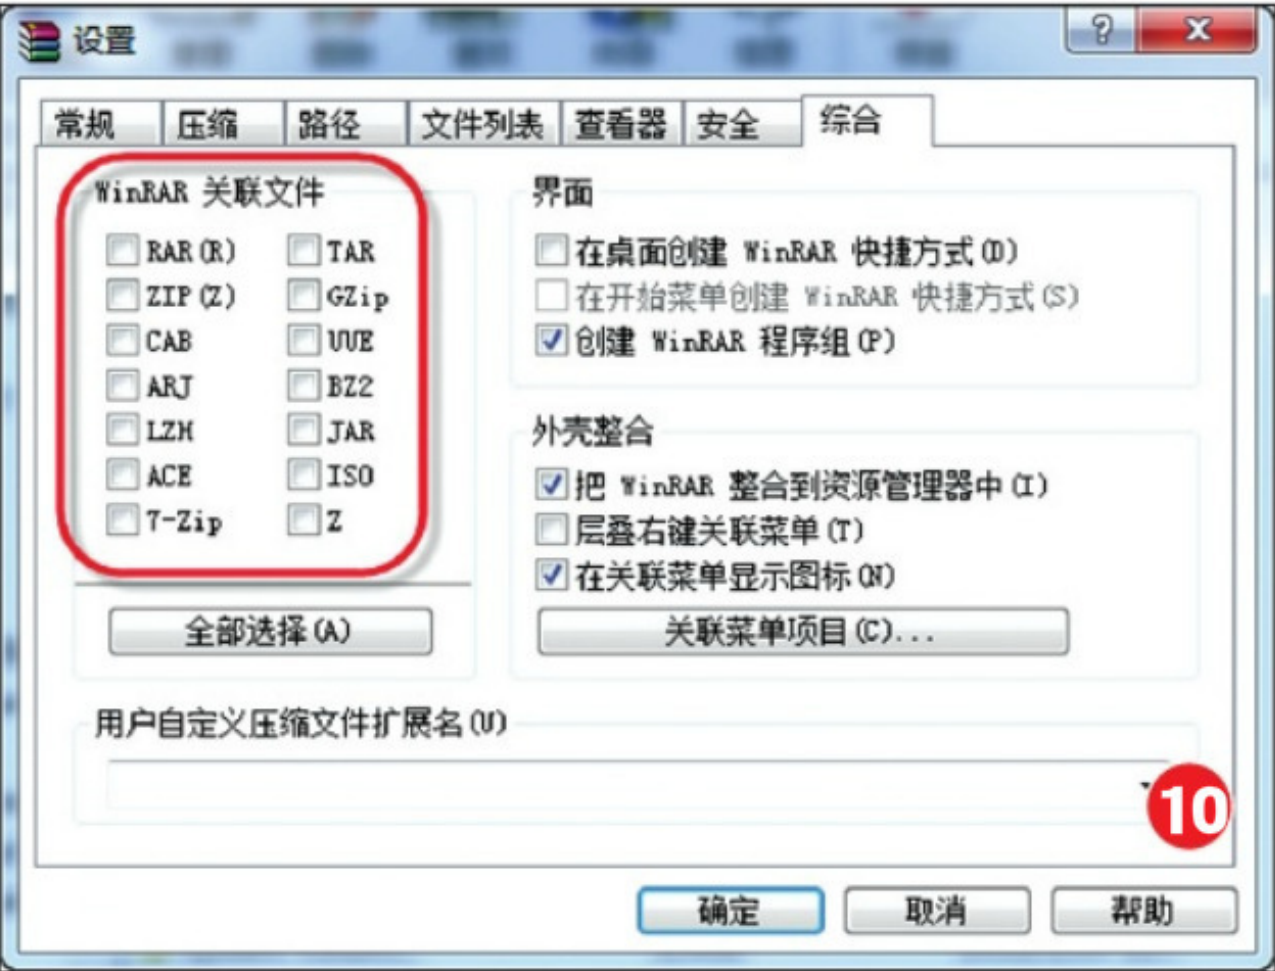 设置
常规 压缩 路径 文件列表 查看器 安全 综合
WinRAR 关联文件
RAR(R) TAR
ZIP(Z) GZip
CAB UUE
ARJ BZ2
LZH JAR
ACE ISO
7-Zip Z
全部选择(A)
界面
在桌面创建 WinRAR 快捷方式(D)
在开始菜单创建 WinRAR 快捷方式(S)
创建 WinRAR 程序组(P)
外壳整合
把 WinRAR 整合到资源管理器中(I)
层叠右键关联菜单(T)
在关联菜单显示图标(N)
关联菜单项目(C)...
用户自定义压缩文件扩展名(U)
10
确定 取消 帮助